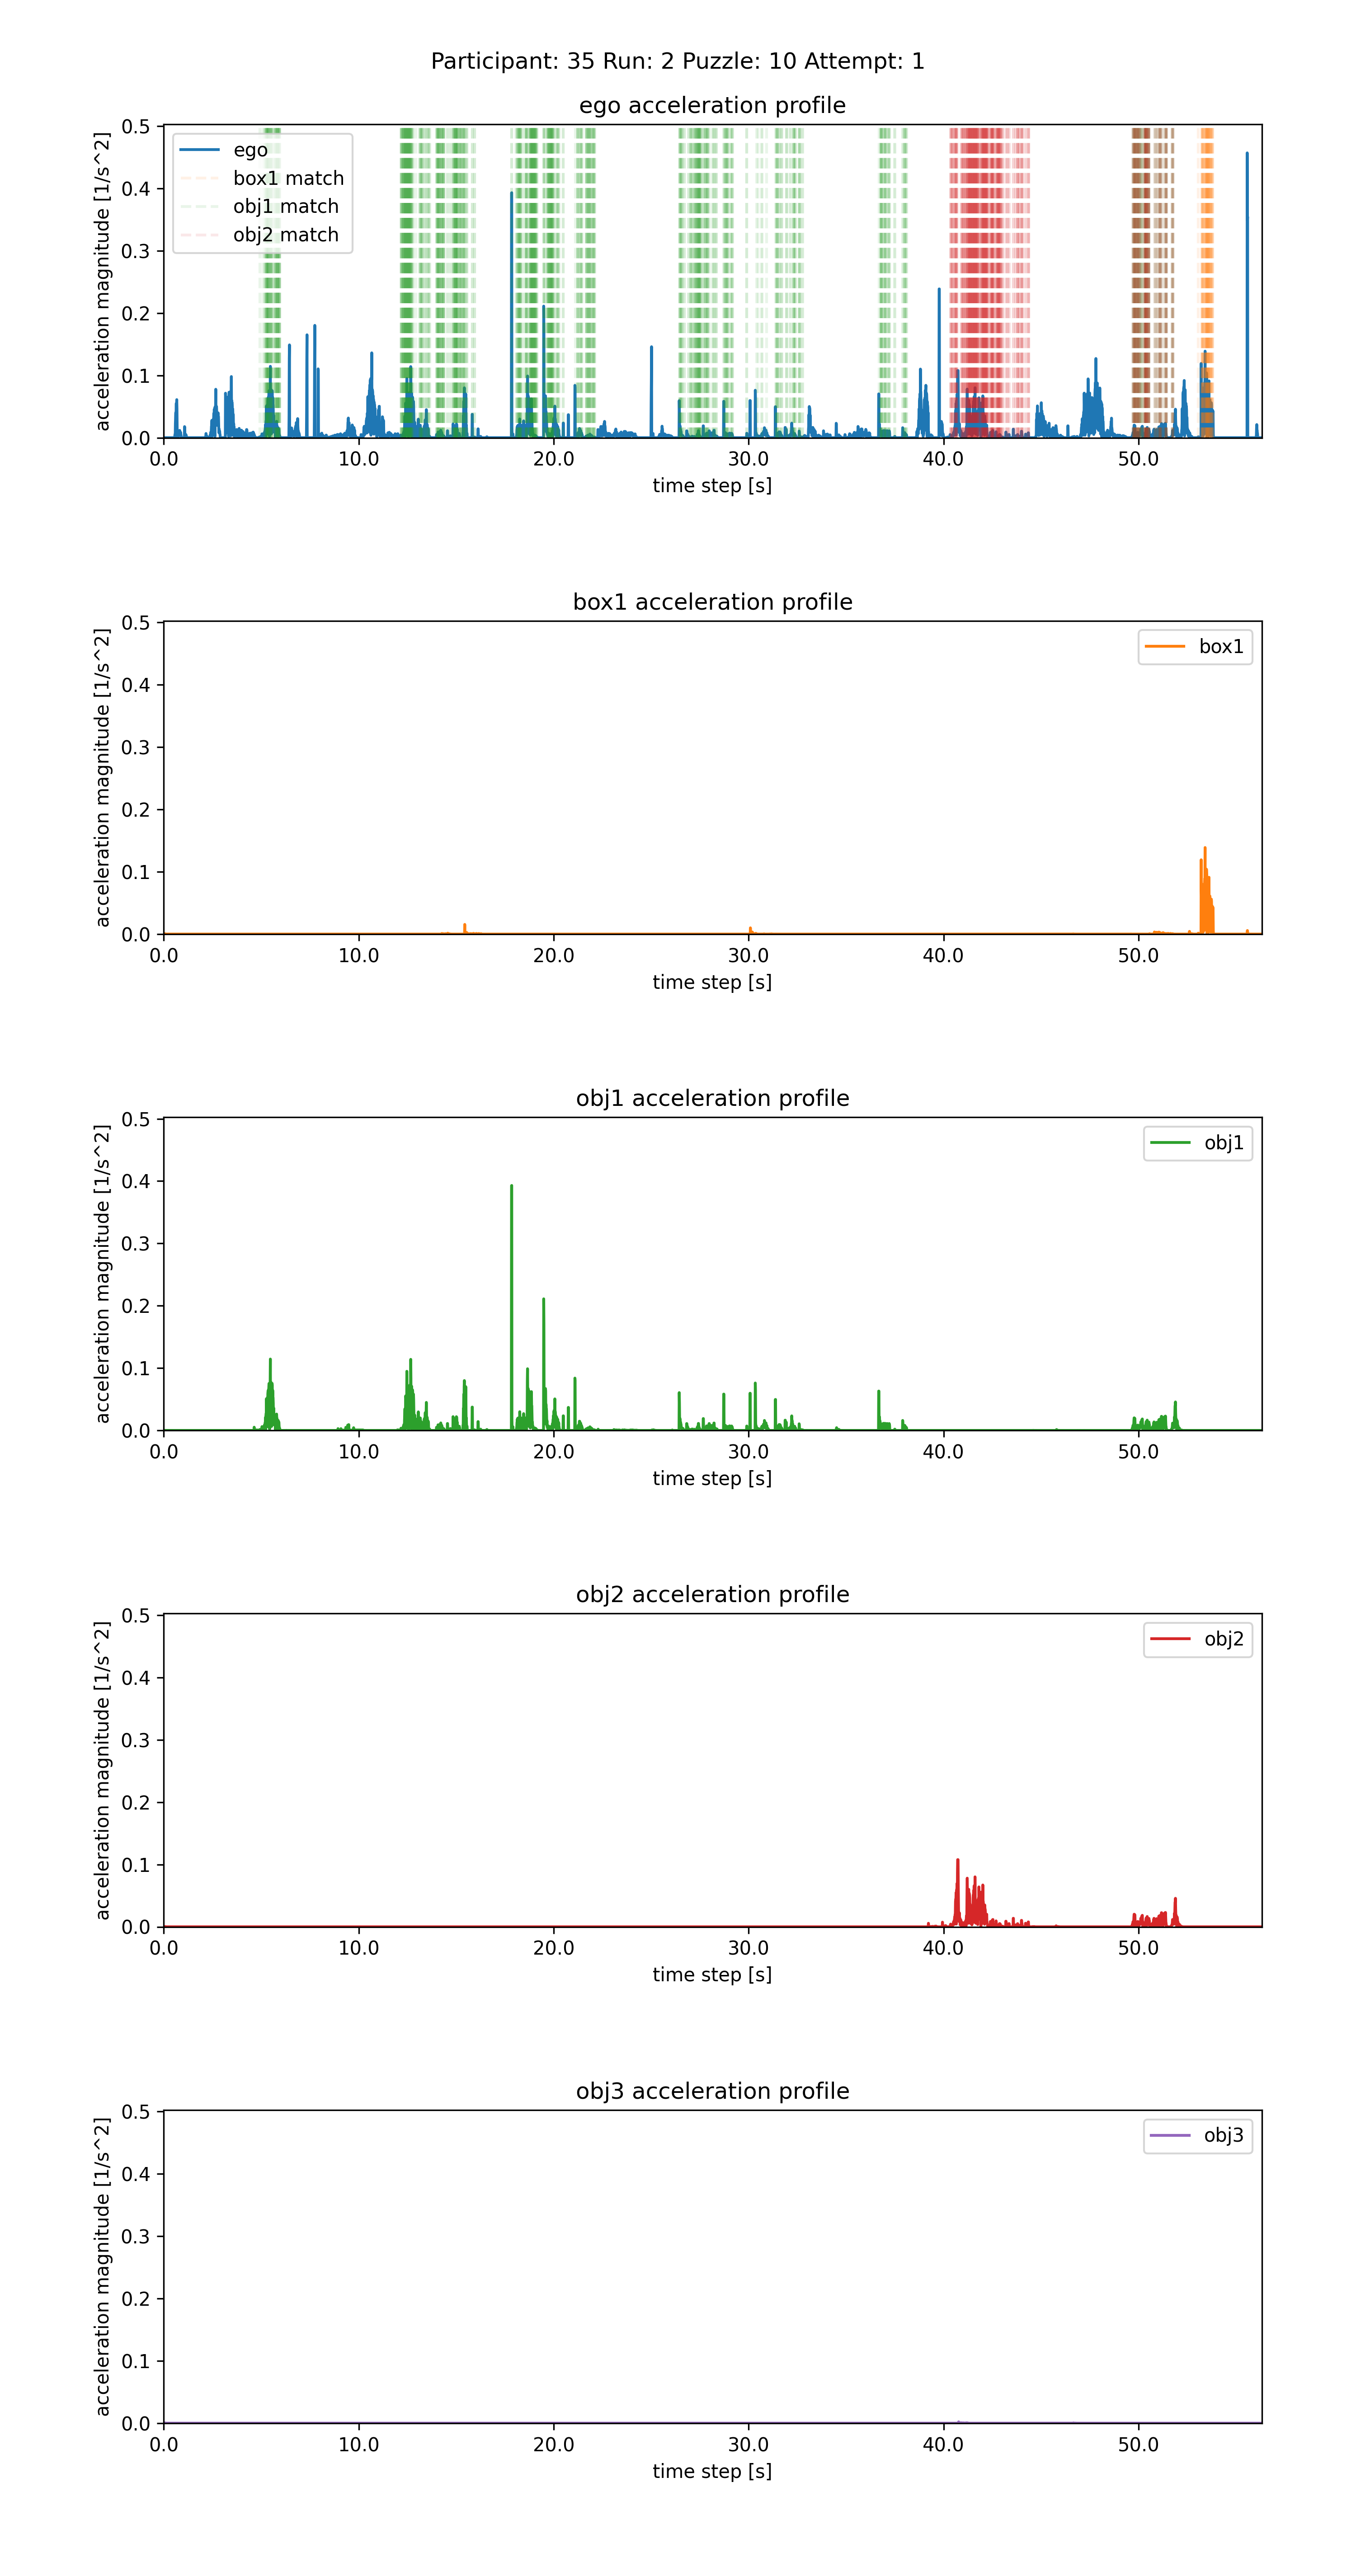 Participant: 35 Run: 2 Puzzle: 10 Attempt: 1
ego acceleration profile
acceleration magnitude [1/s^2]
0.5
0.4
0.3
0.2
0.1
0.0
ego
box1 match
obj1 match
obj2 match
0.0 10.0 20.0 30.0 40.0 50.0
time step [s]
box1 acceleration profile
acceleration magnitude [1/s^2]
0.5
0.4
0.3
0.2
0.1
0.0
box1
0.0 10.0 20.0 30.0 40.0 50.0
time step [s]
obj1 acceleration profile
acceleration magnitude [1/s^2]
0.5
0.4
0.3
0.2
0.1
0.0
obj1
0.0 10.0 20.0 30.0 40.0 50.0
time step [s]
obj2 acceleration profile
acceleration magnitude [1/s^2]
0.5
0.4
0.3
0.2
0.1
0.0
obj2
0.0 10.0 20.0 30.0 40.0 50.0
time step [s]
obj3 acceleration profile
acceleration magnitude [1/s^2]
0.5
0.4
0.3
0.2
0.1
0.0
obj3
0.0 10.0 20.0 30.0 40.0 50.0
time step [s]